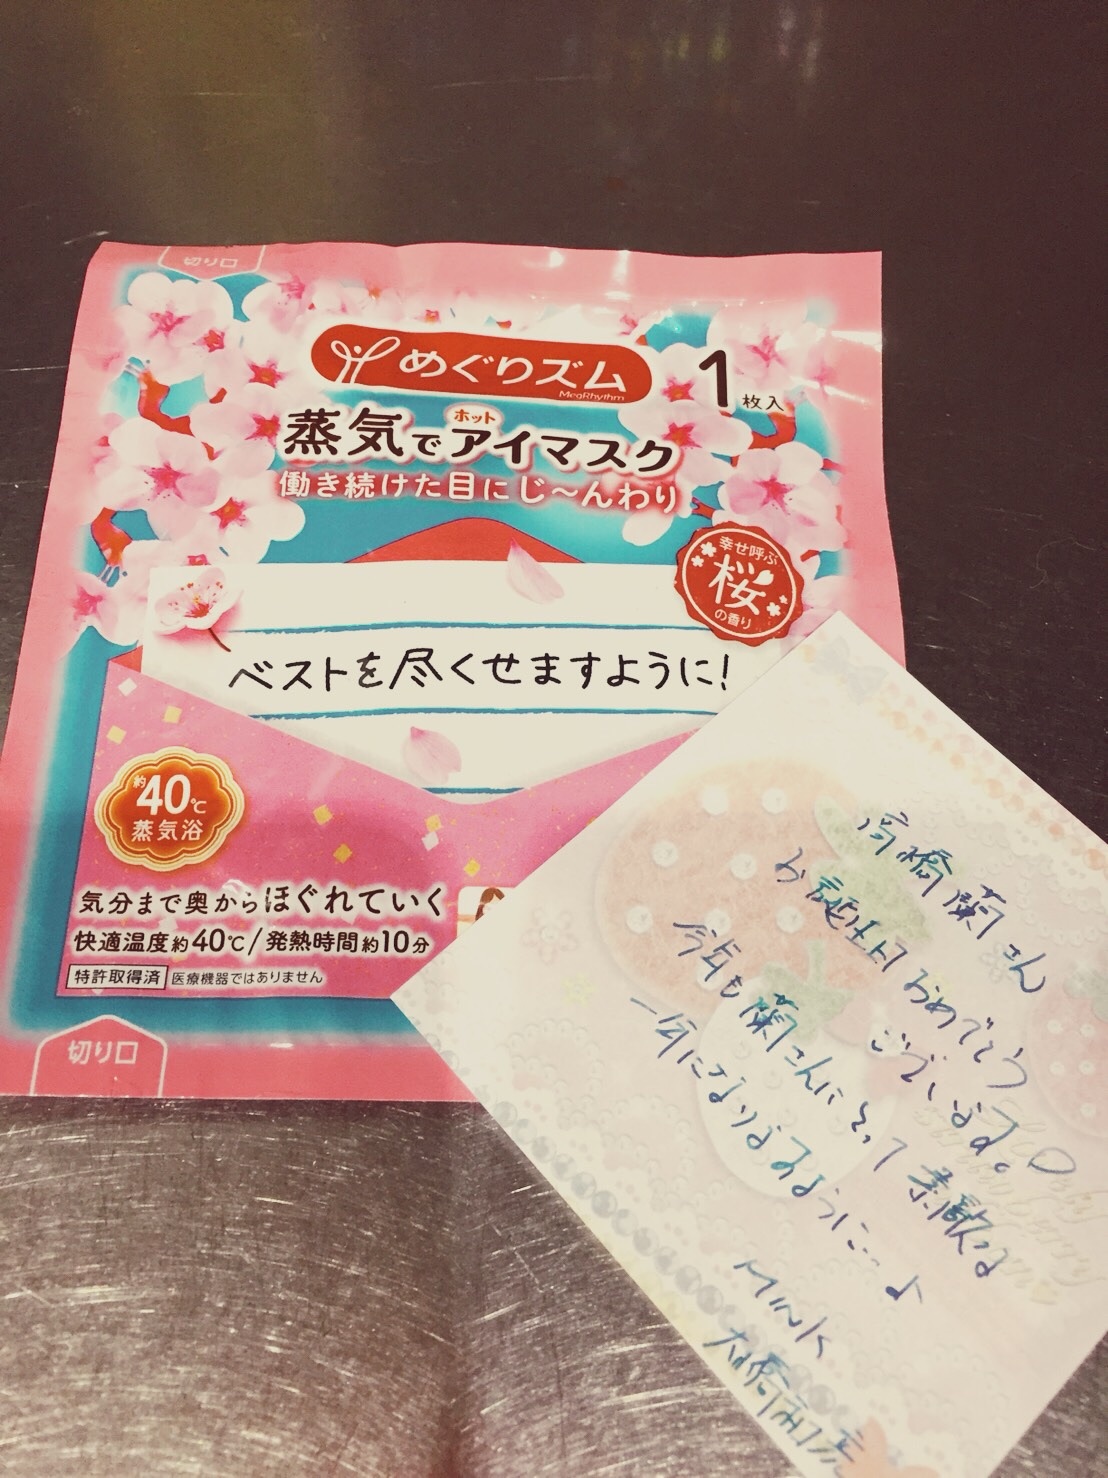 切り口
めぐりズム
MegRhythm
1枚入
ホット
蒸気でアイマスク
働き続けた目にじ～んわり
幸せ呼ぶ
桜
の香り
ベストを尽くせますように!
約40℃
蒸気浴
気分まで奥からほぐれていく
快適温度約40℃/発熱時間約10分
特許取得済 医療機器ではありません
切り口
高橋蘭さん
お誕生日おめでとう
ございます。
今年も蘭さんにとって素敵な
一年になりますように…♪
Mink
大橋